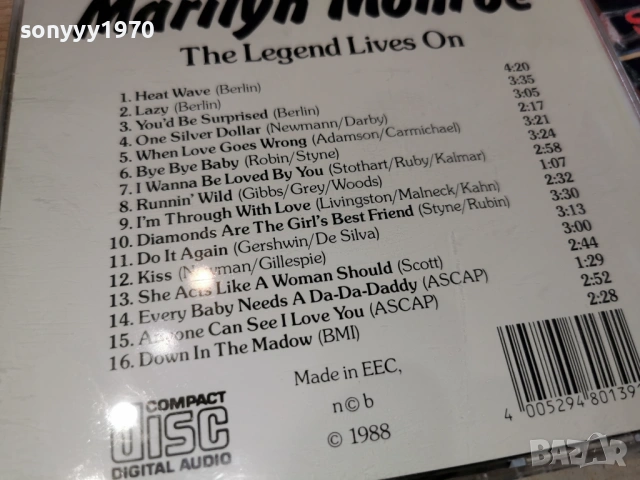 sonyyy1970
Marilyn Monroe
The Legend Lives On
1. Heat Wave (Berlin) 4:20
2. Lazy (Berlin) 3:35
3. You'd Be Surprised (Berlin) 3:05
4. One Silver Dollar (Newmann/Darby) 2:17
5. When Love Goes Wrong (Adamson/Carmichael) 3:21
6. Bye Bye Baby (Robin/Styne) 3:24
7. I Wanna Be Loved By You (Stothart/Ruby/Kalmar) 2:58
8. Runnin' Wild (Gibbs/Grey/Woods) 1:07
9. I'm Through With Love (Livingston/Malneck/Kahn) 2:32
10. Diamonds Are The Girl's Best Friend (Styne/Rubin) 3:30
11. Do It Again (Gershwin/De Silva) 3:13
12. Kiss (Newman/Gillespie) 3:00
13. She Acts Like A Woman Should (Scott) 2:44
14. Every Baby Needs A Da-Da-Daddy (ASCAP) 1:29
15. Anyone Can See I Love You (ASCAP) 2:52
16. Down In The Madow (BMI) 2:28
Made in EEC,
n©b
© 1988
COMPACT
disc
DIGITAL AUDIO
4 005294 80139
BAZAR